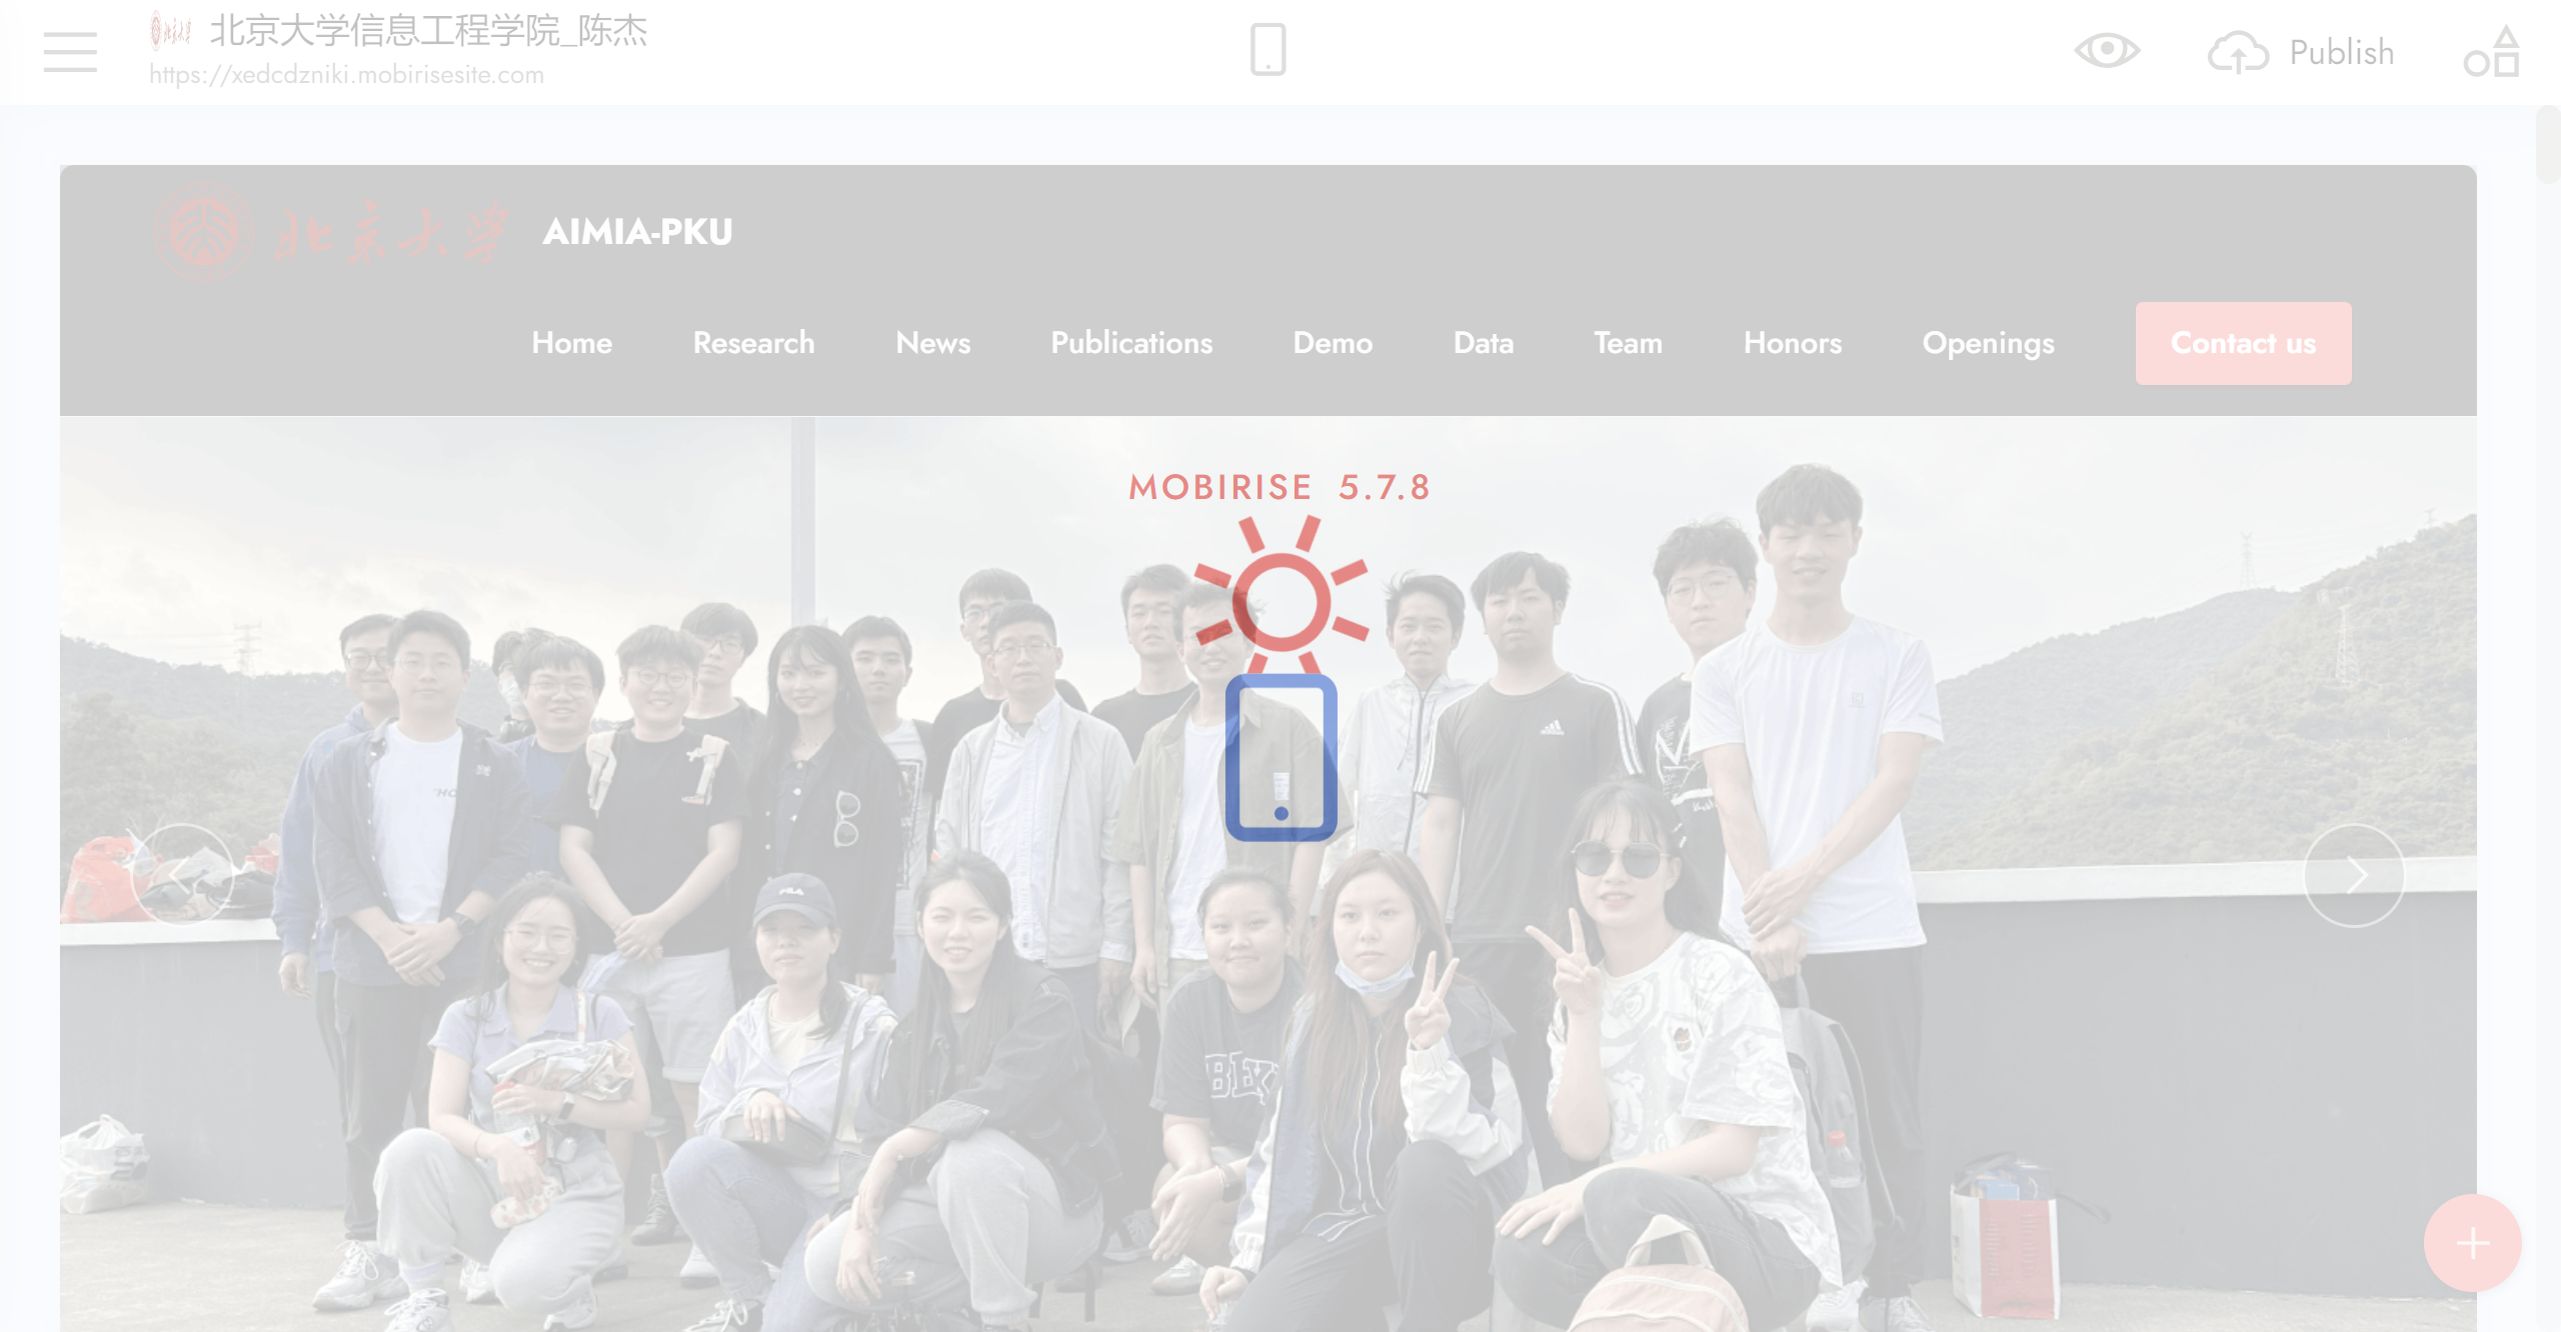 北京大学信息工程学院_陈杰
https://xedcdzniki.mobirisesite.com
Publish
北京大学 AIMIA-PKU
Home Research News Publications Demo Data Team Honors Openings Contact us
MOBIRISE 5.7.8
FILA